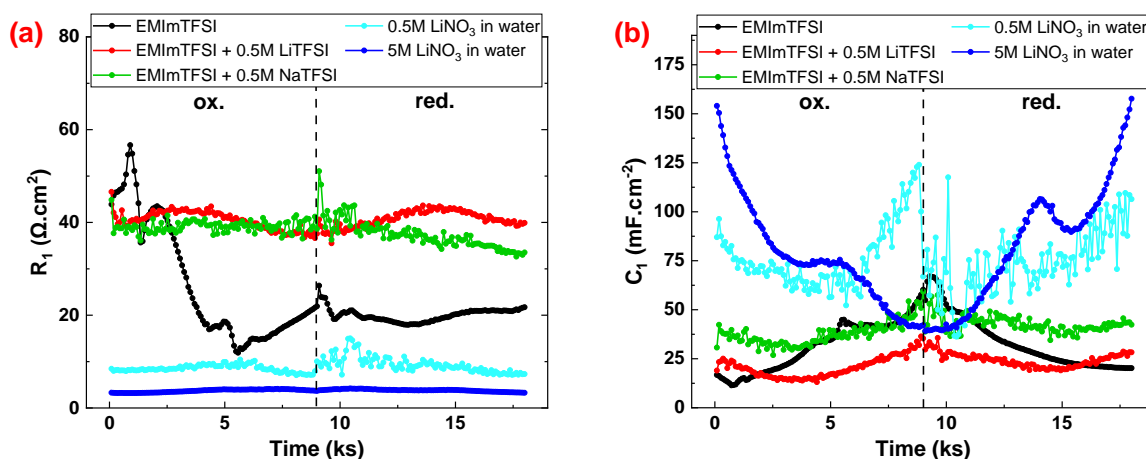 (a)
EMImTFSI
0.5M LiNO₃ in water
EMImTFSI + 0.5M LiTFSI
5M LiNO₃ in water
EMImTFSI + 0.5M NaTFSI
ox.
red.
80
60
40
20
0
R₁ (Ω.cm²)
0
5
10
15
Time (ks)
(b)
EMImTFSI
0.5M LiNO₃ in water
EMImTFSI + 0.5M LiTFSI
5M LiNO₃ in water
EMImTFSI + 0.5M NaTFSI
ox.
red.
175
150
125
100
75
50
25
0
C₁ (mF.cm⁻²)
0
5
10
15
Time (ks)